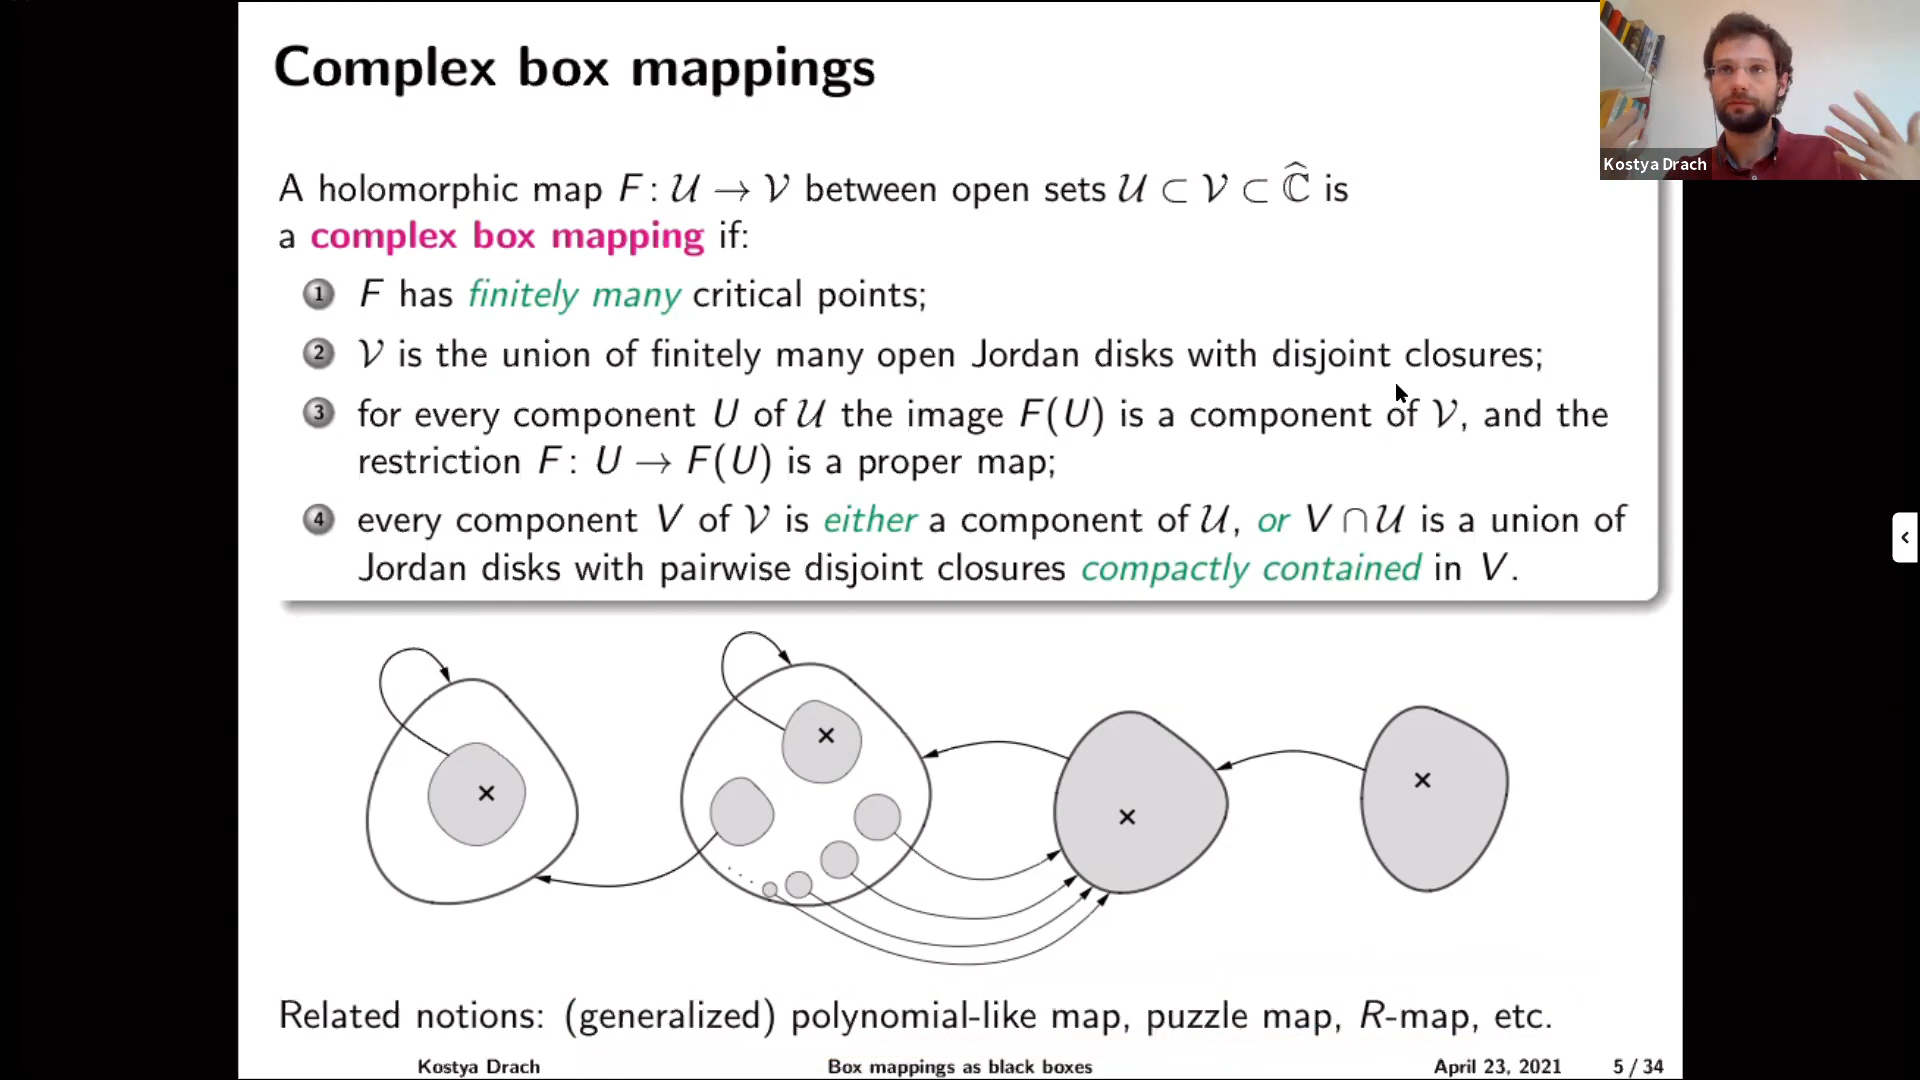 Complex box mappings
Kostya Drach
A holomorphic map F: 𝒰 → 𝒱 between open sets 𝒰 ⊂ 𝒱 ⊂ Ĉ is
a complex box mapping if:
1 F has finitely many critical points;
2 𝒱 is the union of finitely many open Jordan disks with disjoint closures;
3 for every component U of 𝒰 the image F(U) is a component of 𝒱, and the
restriction F: U → F(U) is a proper map;
4 every component V of 𝒱 is either a component of 𝒰, or V ∩ 𝒰 is a union of
Jordan disks with pairwise disjoint closures compactly contained in V.
Related notions: (generalized) polynomial-like map, puzzle map, R-map, etc.
Kostya Drach Box mappings as black boxes April 23, 2021 5 / 34